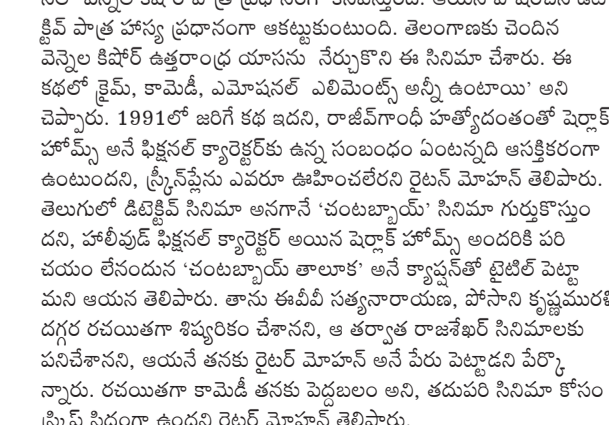 క్టివ్ పాత్ర హాస్య ప్రధానంగా ఆకట్టుకుంటుంది. తెలంగాణకు చెందిన
వెన్నెల కిషోర్ ఉత్తరాంధ్ర యాసను నేర్చుకొని ఈ సినిమా చేశారు. ఈ
కథలో క్రైమ్, కామెడీ, ఎమోషనల్ ఎలిమెంట్స్ అన్నీ ఉంటాయి' అని
చెప్పారు. 1991లో జరిగే కథ ఇదని, రాజీవ్‌గాంధీ హత్యోదంతంతో షెర్లాక్
హోమ్స్ అనే ఫిక్షనల్ క్యారెక్టర్‌కు ఉన్న సంబంధం ఏంటన్నది ఆసక్తికరంగా
ఉంటుందని, స్క్రీన్‌ప్లేను ఎవరూ ఊహించలేరని రైటన్ మోహన్ తెలిపారు.
తెలుగులో డిటెక్టివ్ సినిమా అనగానే 'చంటబ్బాయ్' సినిమా గుర్తుకొస్తుం
దని, హాలీవుడ్ ఫిక్షనల్ క్యారెక్టర్ అయిన షెర్లాక్ హోమ్స్ అందరికి పరి
చయం లేనందున 'చంటబ్బాయ్ తాలూక' అనే క్యాప్షన్‌తో టైటిల్ పెట్టా
మని ఆయన తెలిపారు. తాను ఈవీవీ సత్యనారాయణ, పోసాని కృష్ణమురళి
దగ్గర రచయితగా శిష్యరికం చేశానని, ఆ తర్వాత రాజశేఖర్ సినిమాలకు
పనిచేశానని, ఆయనే తనకు రైటర్ మోహన్ అనే పేరు పెట్టాడని పేర్కొ
న్నారు. రచయితగా కామెడీ తనకు పెద్దబలం అని, తదుపరి సినిమా కోసం
స్క్రిప్ట్ సిద్ధంగా ఉందని రైటర్ మోహన్ తెలిపారు.